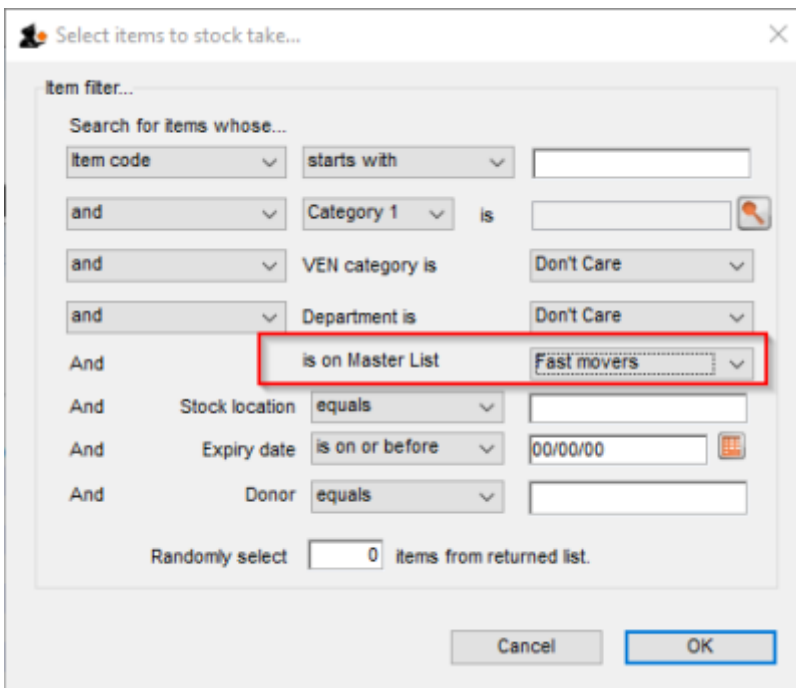 Select items to stock take...
Item filter...
Search for items whose...
Item code starts with
and Category 1 is
and VEN category is Don't Care
and Department is Don't Care
And is on Master List Fast movers
And Stock location equals
And Expiry date is on or before 00/00/00
And Donor equals
Randomly select 0 items from returned list.
Cancel OK